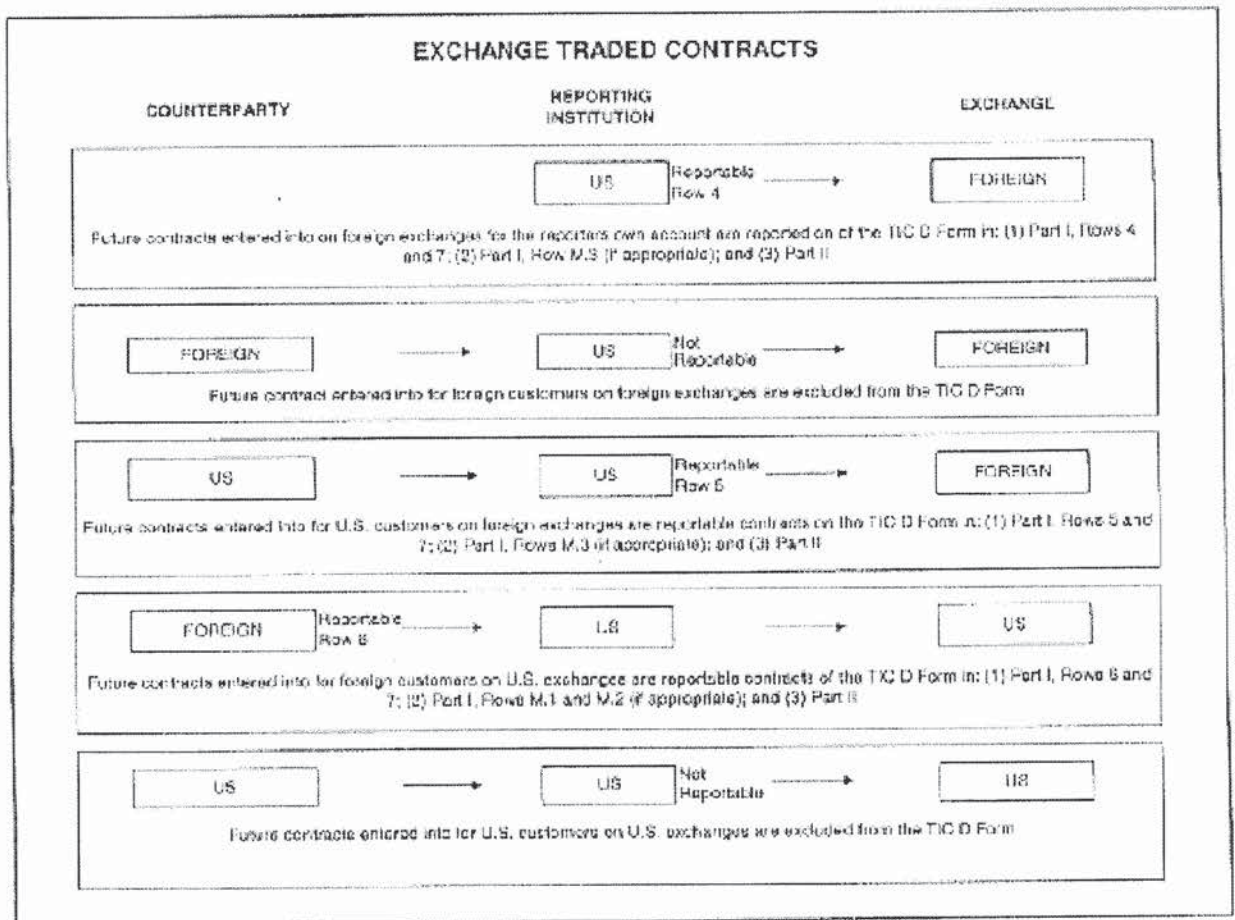 EXCHANGE TRADED CONTRACTS
COUNTERPARTY
REPORTING
INSTITUTION
EXCHANGE
US
Reportable
Row 4
FOREIGN
Future contracts entered into on foreign exchanges for the reporters own account are reported on of the TIC D Form in: (1) Part I, Rows 4
and 7; (2) Part I, Row M.3 (if appropriate); and (3) Part II
FOREIGN
US
Not
Reportable
FOREIGN
Future contract entered into for foreign customers on foreign exchanges are excluded from the TIC D Form
US
US
Reportable
Row 5
FOREIGN
Future contracts entered into for U.S. customers on foreign exchanges are reportable contracts on the TIC D Form in: (1) Part I, Rows 5 and
7; (2) Part I, Rows M.3 (if appropriate); and (3) Part II
FOREIGN
Reportable
Row 6
US
US
Future contracts entered into for foreign customers on U.S. exchanges are reportable contracts of the TIC D Form in: (1) Part I, Rows 6 and
7; (2) Part I, Rows M.1 and M.2 (if appropriate); and (3) Part II
US
US
Not
Reportable
US
Future contracts entered into for U.S. customers on U.S. exchanges are excluded from the TIC D Form